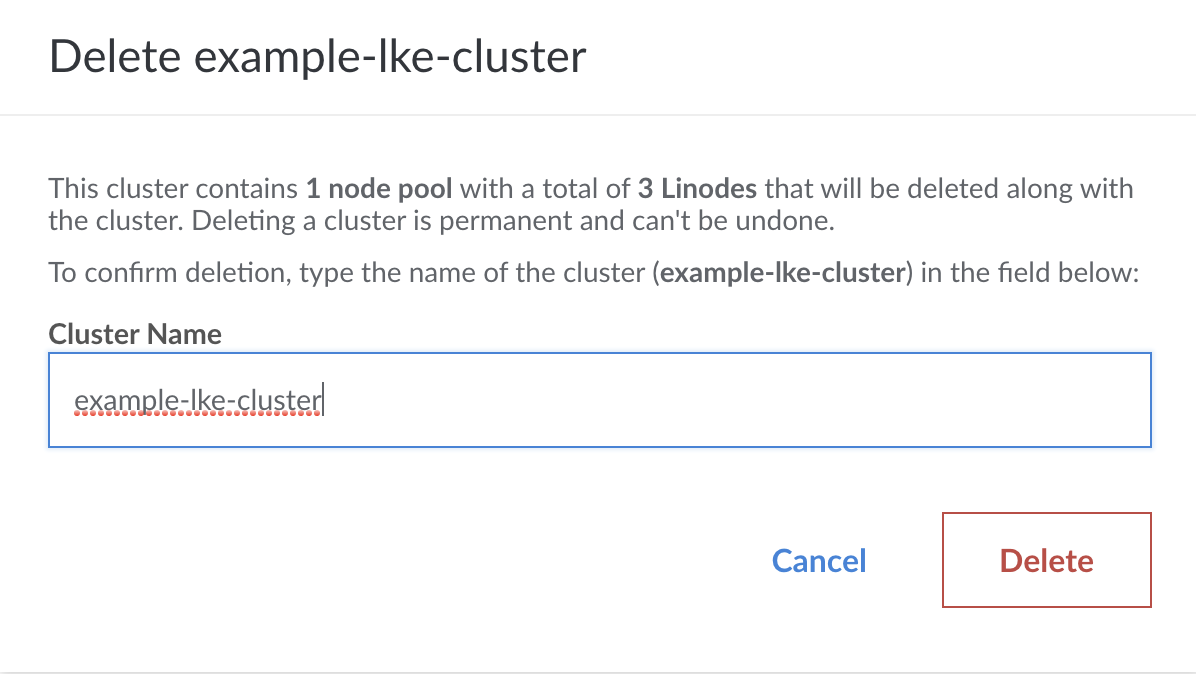 Delete example-lke-cluster
This cluster contains 1 node pool with a total of 3 Linodes that will be deleted along with
the cluster. Deleting a cluster is permanent and can't be undone.
To confirm deletion, type the name of the cluster (example-lke-cluster) in the field below:
Cluster Name
example-lke-cluster
Cancel
Delete